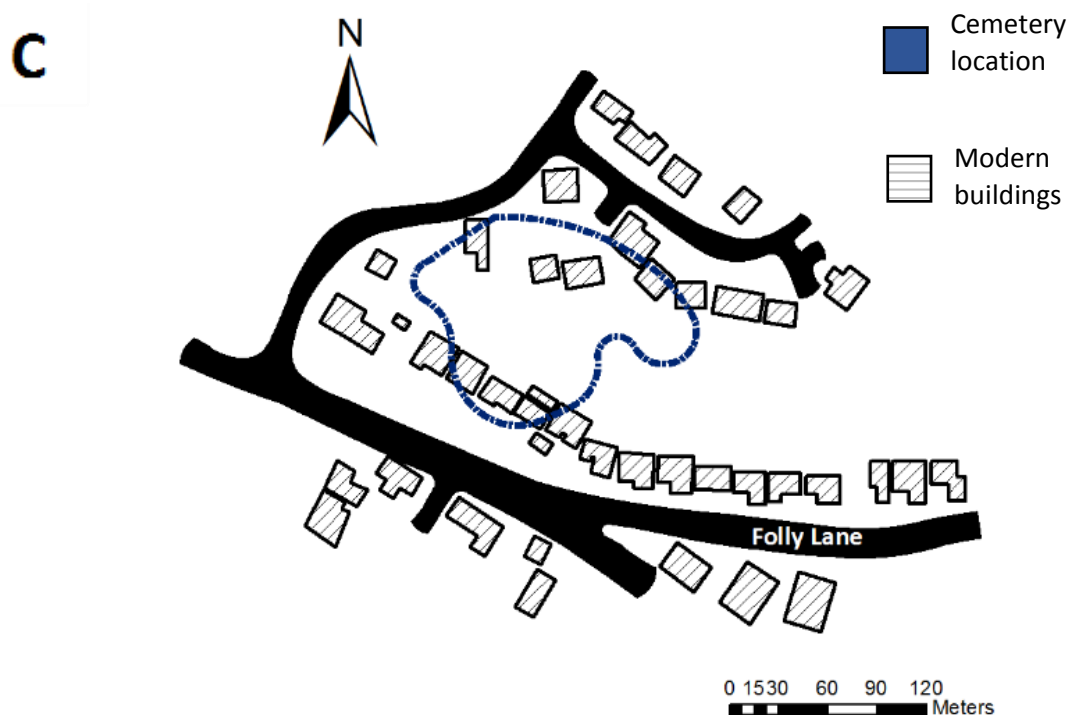 C
N
Cemetery
location
Modern
buildings
Folly Lane
0 15 30 60 90 120
Meters